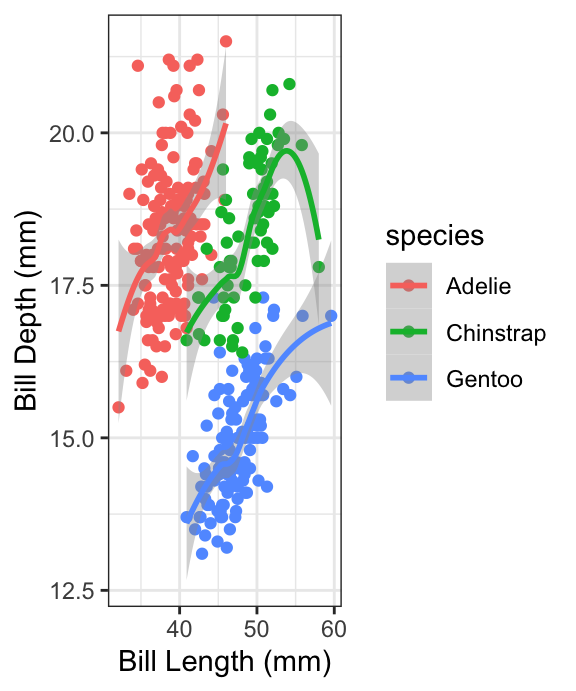 20.0
17.5
15.0
12.5
Bill Depth (mm)
40 50 60
Bill Length (mm)
species
Adelie
Chinstrap
Gentoo